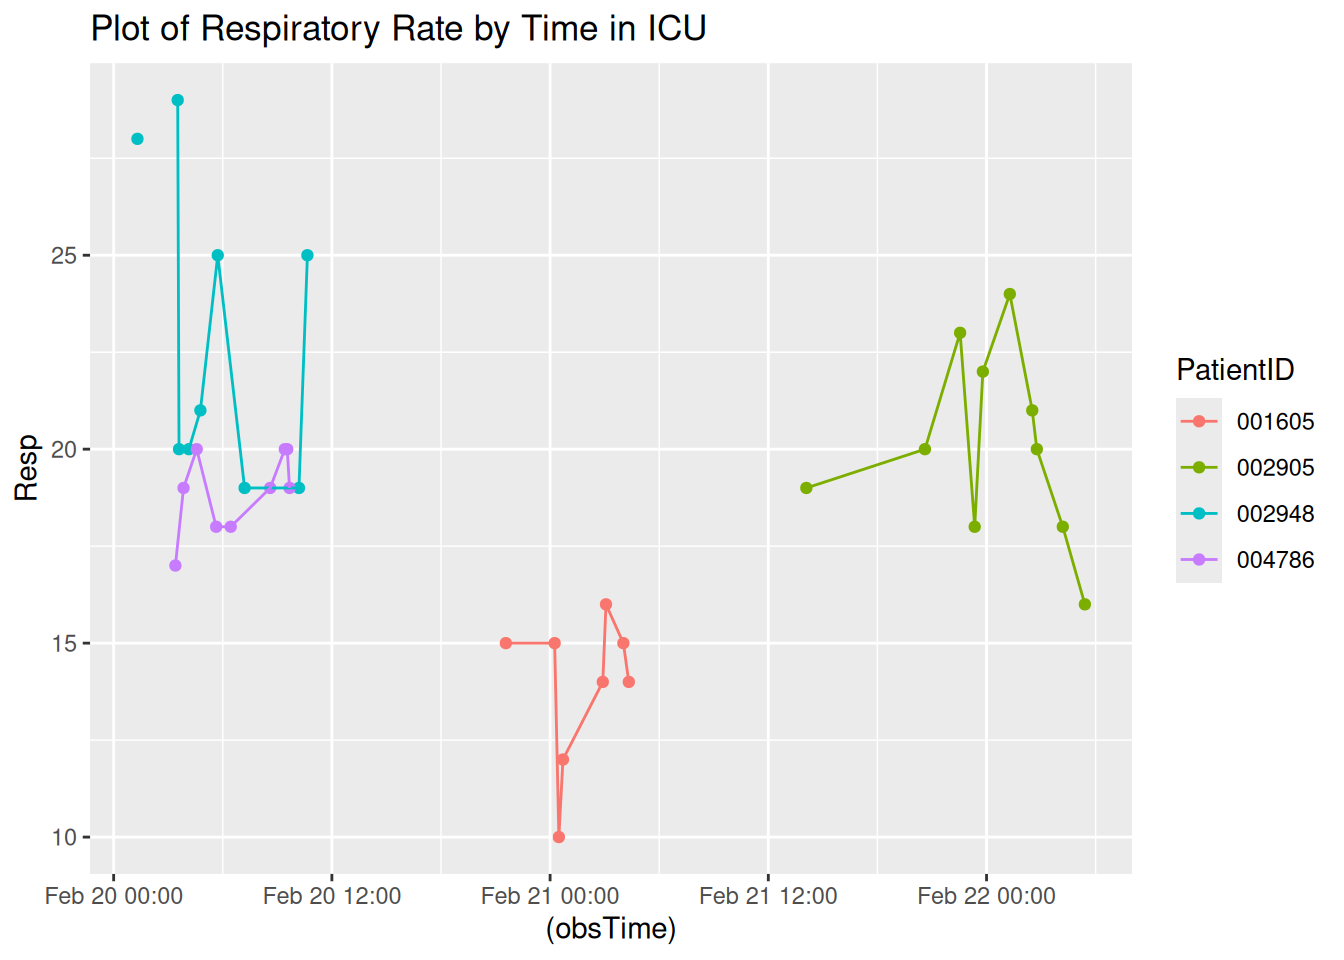 Plot of Respiratory Rate by Time in ICU
Resp
25
20
15
10
Feb 20 00:00 Feb 20 12:00 Feb 21 00:00 Feb 21 12:00 Feb 22 00:00
(obsTime)
PatientID
001605
002905
002948
004786